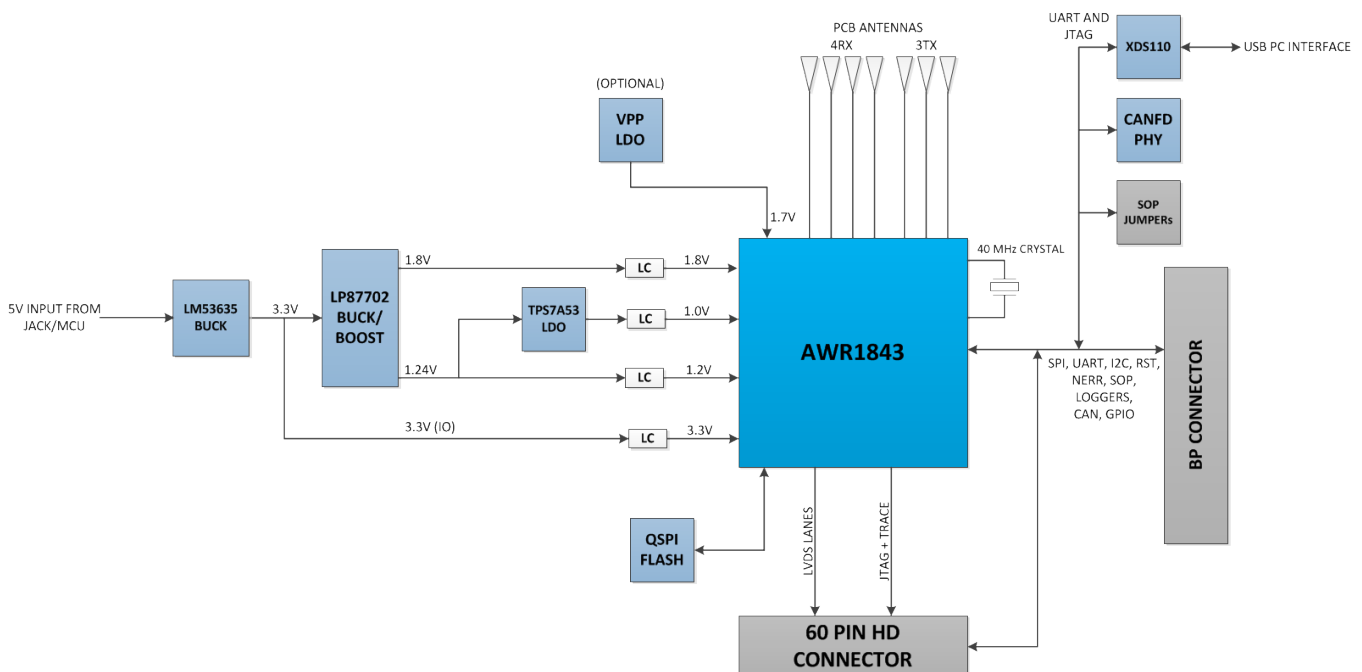 PCB ANTENNAS
4RX
3TX
UART AND
JTAG
XDS110
USB PC INTERFACE
(OPTIONAL)
VPP
LDO
CANFD
PHY
1.7V
SOP
JUMPERs
40 MHz CRYSTAL
1.8V
LC
1.8V
5V INPUT FROM
JACK/MCU
LM53635
BUCK
3.3V
LP87702
BUCK/
BOOST
TPS7A53
LDO
LC
1.0V
AWR1843
1.24V
LC
1.2V
SPI, UART, I2C, RST,
NERR, SOP,
LOGGERS,
CAN, GPIO
BP CONNECTOR
3.3V (IO)
LC
3.3V
QSPI
FLASH
LVDS LANES
JTAG + TRACE
60 PIN HD
CONNECTOR